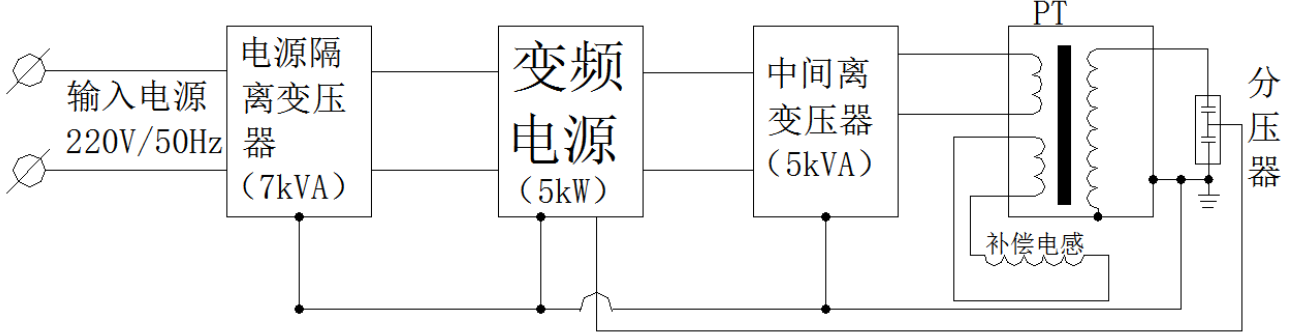 输入电源
220V/50Hz
电源隔
离变压
器
(7kVA)
变频
电源
(5kW)
中间离
变压器
(5kVA)
PT
补偿电感
分
压
器